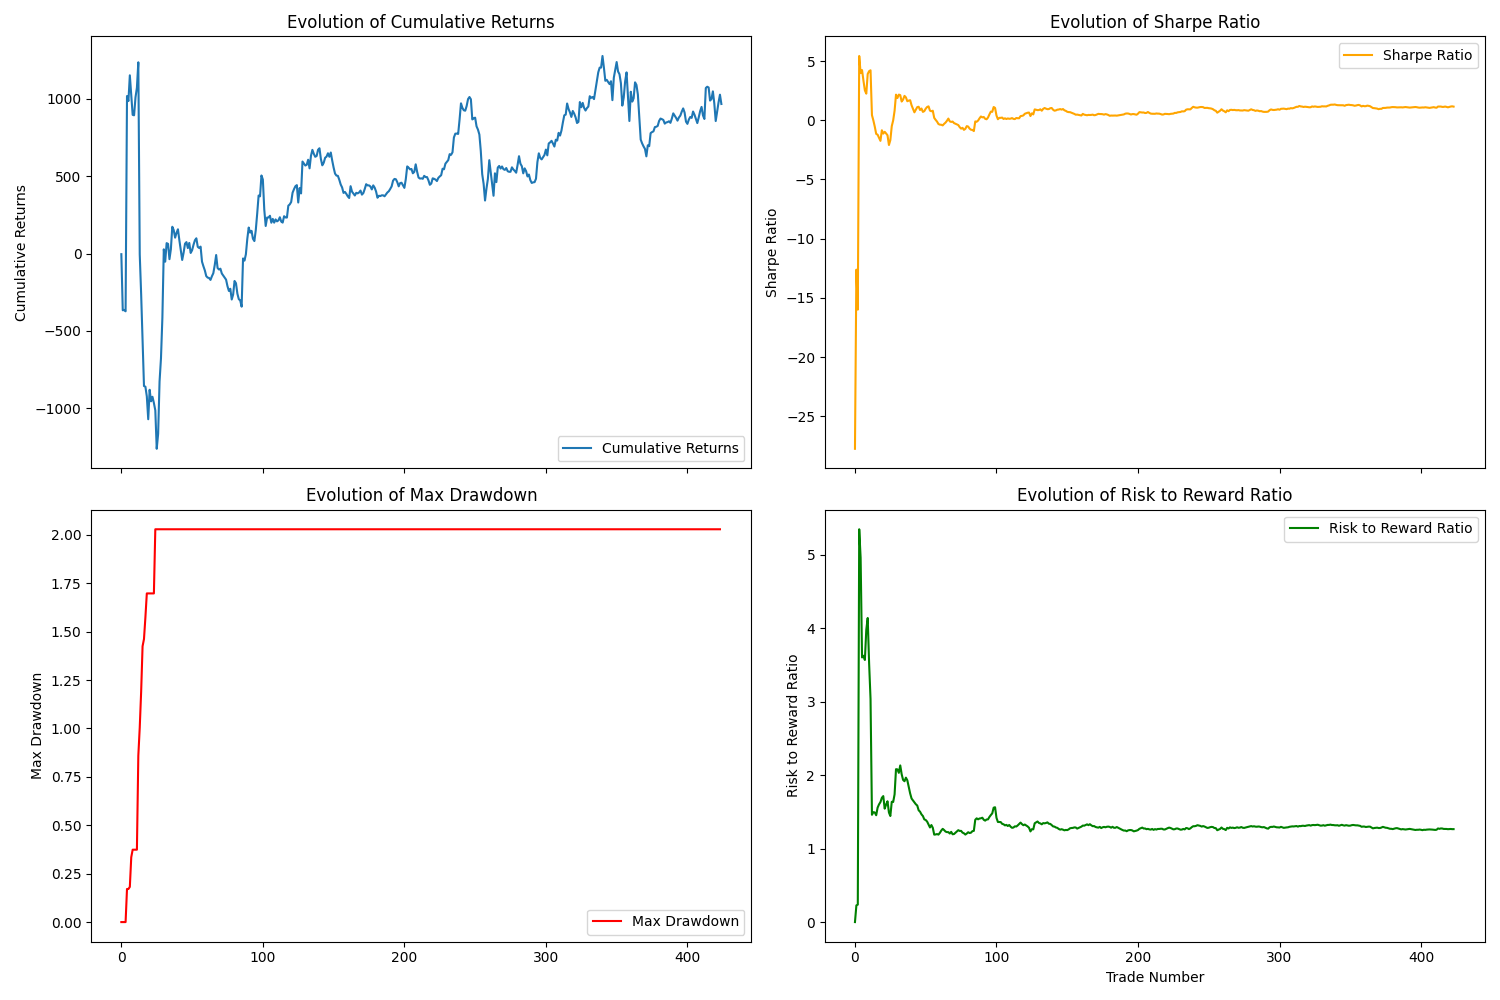 Evolution of Cumulative Returns
Cumulative Returns
1000
500
0
−500
−1000
Cumulative Returns
Evolution of Sharpe Ratio
Sharpe Ratio
5
0
−5
−10
−15
−20
−25
Sharpe Ratio
Evolution of Max Drawdown
Max Drawdown
2.00
1.75
1.50
1.25
1.00
0.75
0.50
0.25
0.00
Max Drawdown
0 100 200 300 400
Evolution of Risk to Reward Ratio
Risk to Reward Ratio
5
4
3
2
1
0
Risk to Reward Ratio
0 100 200 300 400
Trade Number